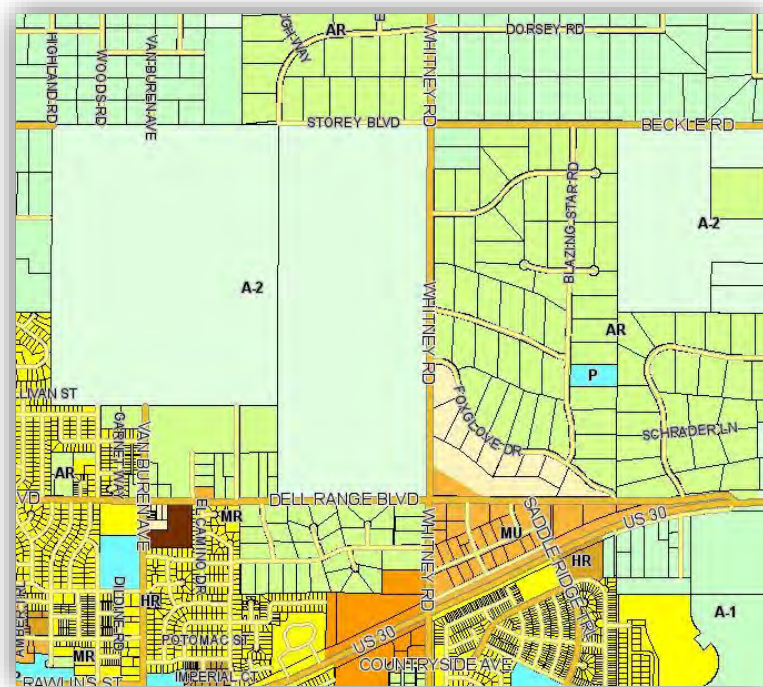 AR
DORSEY RD
HIGHLAND RD
WOODS RD
VAN BUREN AVE
WHITNEY RD
STOREY BLVD
BECKLE RD
BLAZING STAR RD
A-2
A-2
WHITNEY RD
AR
P
FOXGLOVE DR
SCHRADER LN
LLIVAN ST
GARNET WAY
VAN BUREN AVE
AR
DELL RANGE BLVD
EL CAMINO DR
MR
WHITNEY RD
MU
SADDLE RIDGE TRL
US 30
HR
HR
DILDINE RD
A-1
POTOMAC ST
US 30
COUNTRYSIDE AVE
MR
IMPERIAL CT
RAWLINS ST